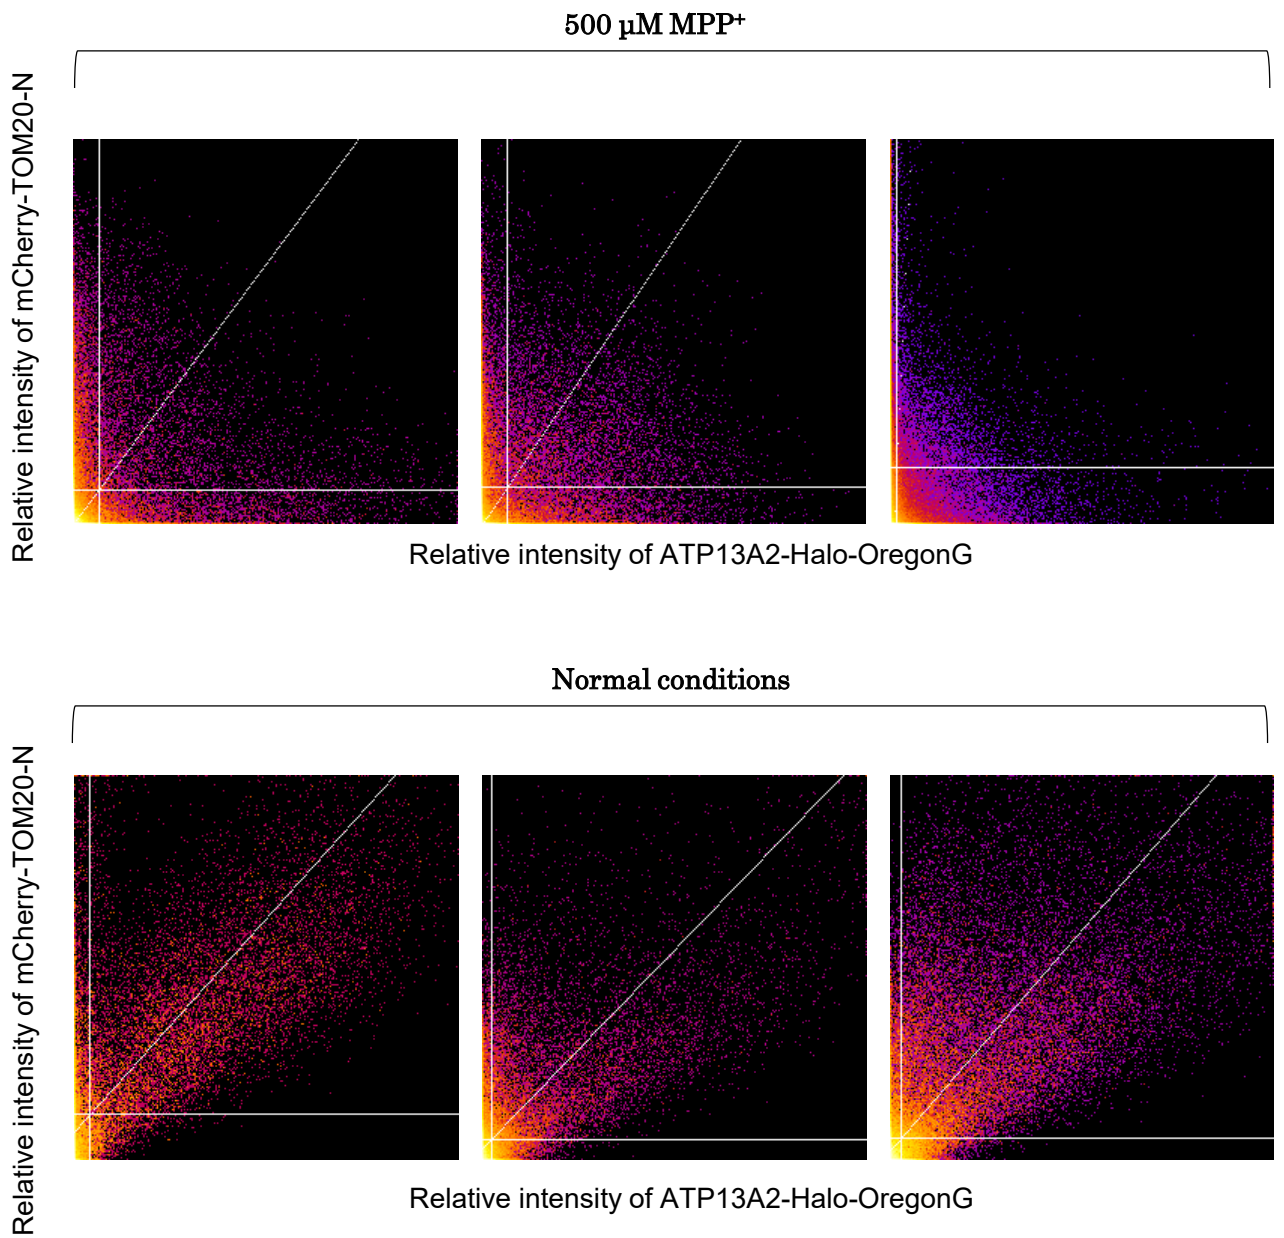 500 µM MPP⁺
Relative intensity of mCherry-TOM20-N
Relative intensity of ATP13A2-Halo-OregonG
Normal conditions
Relative intensity of mCherry-TOM20-N
Relative intensity of ATP13A2-Halo-OregonG